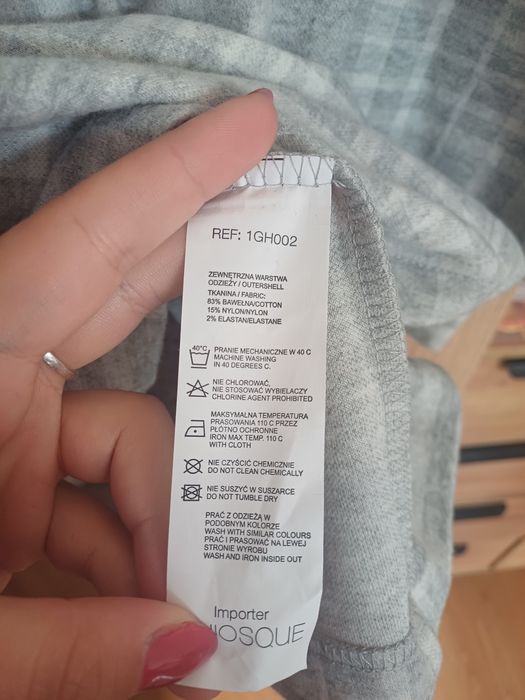 REF: 1GH002
ZEWNĘTRZNA WARSTWA
ODZIEŻY / OUTERSHELL
TKANINA / FABRIC:
83% BAWEŁNA/COTTON
15% NYLON/NYLON
2% ELASTAN/ELASTANE
40°C
PRANIE MECHANICZNE W 40 C
MACHINE WASHING
IN 40 DEGREES C.
NIE CHLOROWAĆ,
NIE STOSOWAĆ WYBIELACZY
CHLORINE AGENT PROHIBITED
MAKSYMALNA TEMPERATURA
PRASOWANIA 110 C PRZEZ
PŁÓTNO OCHRONNE
IRON MAX TEMP. 110 C
WITH CLOTH
NIE CZYŚCIĆ CHEMICZNIE
DO NOT CLEAN CHEMICALLY
NIE SUSZYĆ W SUSZARCE
DO NOT TUMBLE DRY
PRAĆ Z ODZIEŻĄ W
PODOBNYM KOLORZE
WASH WITH SIMILAR COLOURS
PRAĆ I PRASOWAĆ NA LEWEJ
STRONIE WYROBU
WASH AND IRON INSIDE OUT
Importer